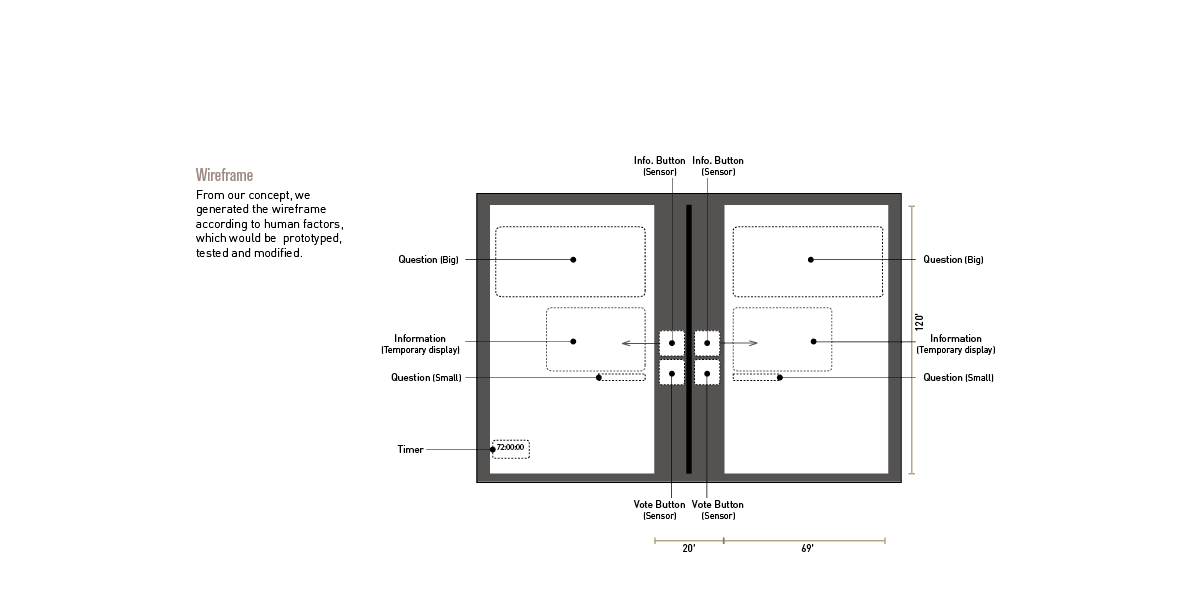 Wireframe
From our concept, we
generated the wireframe
according to human factors,
which would be prototyped,
tested and modified.
Info. Button
(Sensor)
Info. Button
(Sensor)
Question (Big)
Question (Big)
120'
Information
(Temporary display)
Information
(Temporary display)
Question (Small)
Question (Small)
Timer
72:00:00
Vote Button
(Sensor)
Vote Button
(Sensor)
20'
69'